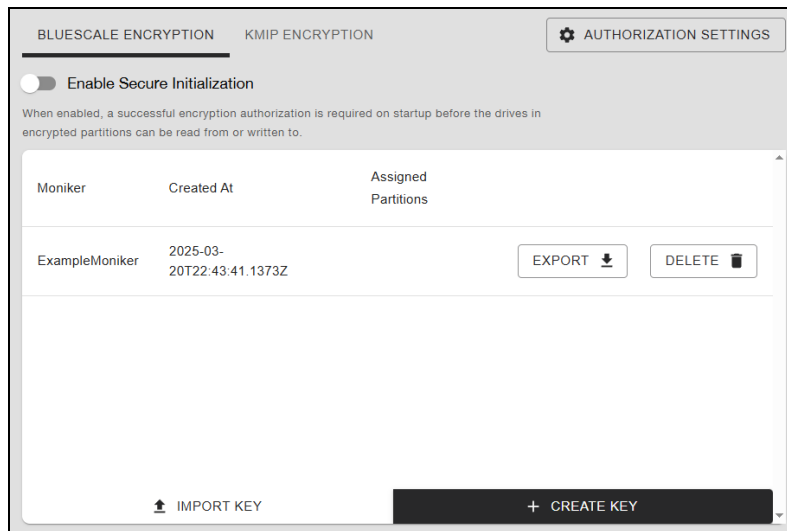 BLUESCALE ENCRYPTION KMIP ENCRYPTION AUTHORIZATION SETTINGS
Enable Secure Initialization
When enabled, a successful encryption authorization is required on startup before the drives in
encrypted partitions can be read from or written to.
Moniker Created At Assigned
Partitions
ExampleMoniker 2025-03-
20T22:43:41.1373Z EXPORT DELETE
IMPORT KEY + CREATE KEY